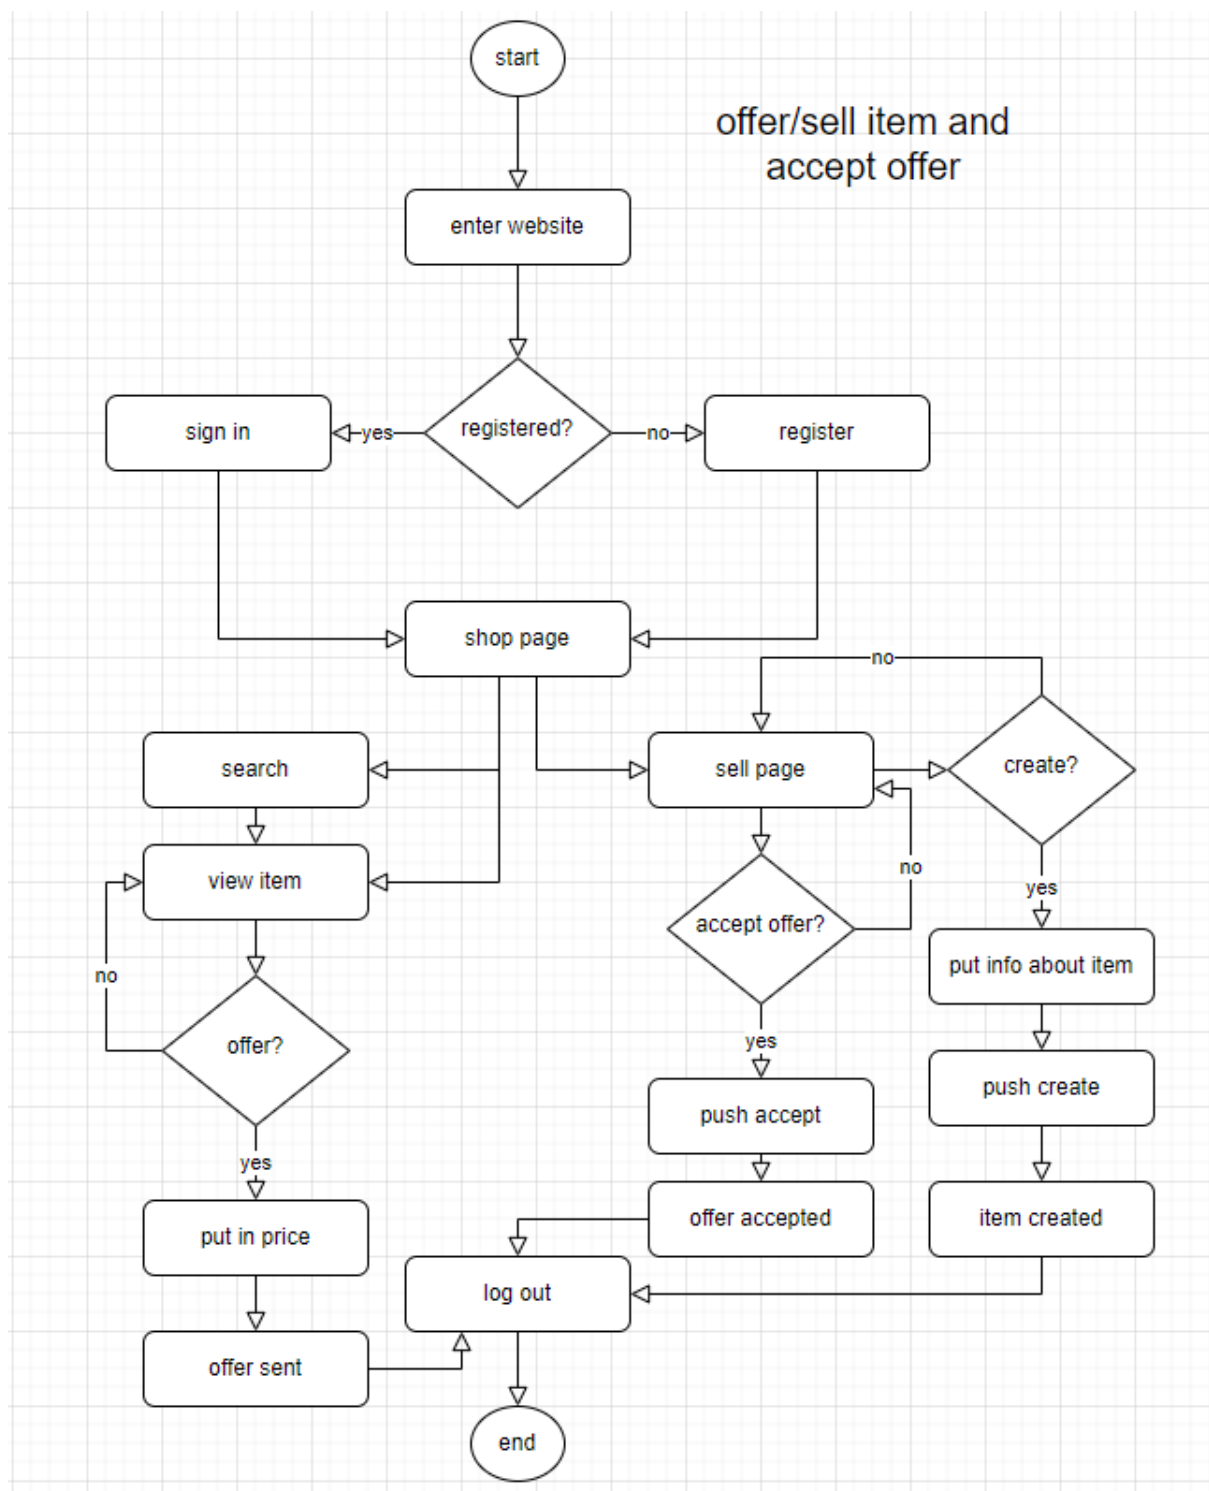 start
offer/sell item and
accept offer
enter website
sign in
yes
registered?
no
register
shop page
no
search
sell page
create?
view item
no
yes
accept offer?
put info about item
no
offer?
yes
push create
push accept
yes
offer accepted
item created
put in price
log out
offer sent
end